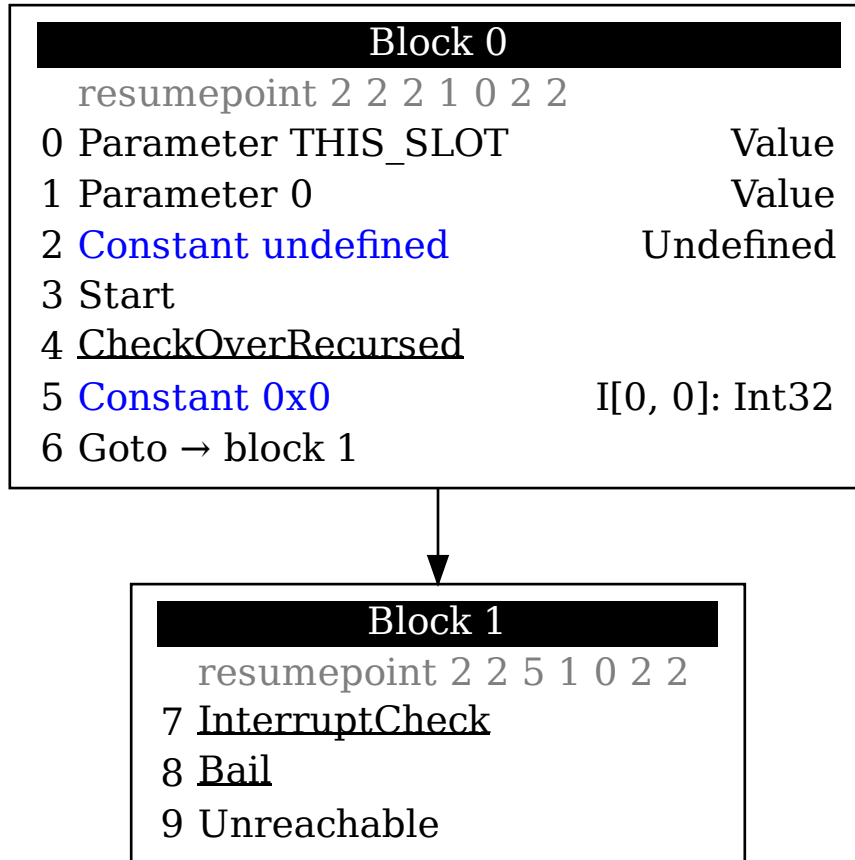 Block 0
resumepoint 2 2 2 1 0 2 2
0 Parameter THIS_SLOT Value
1 Parameter 0 Value
2 Constant undefined Undefined
3 Start
4 CheckOverRecursed
5 Constant 0x0 I[0, 0]: Int32
6 Goto → block 1
Block 1
resumepoint 2 2 5 1 0 2 2
7 InterruptCheck
8 Bail
9 Unreachable